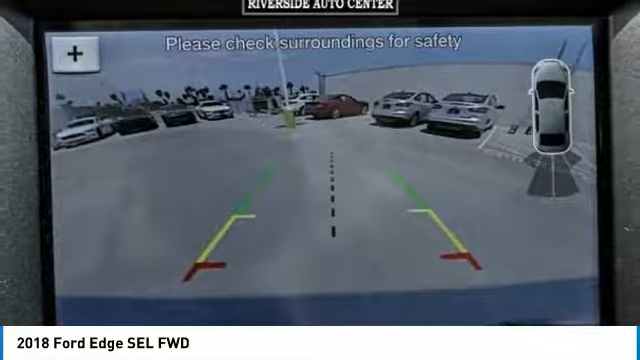 RIVERSIDE AUTO CENTER
+
Please check surroundings for safety
2018 Ford Edge SEL FWD